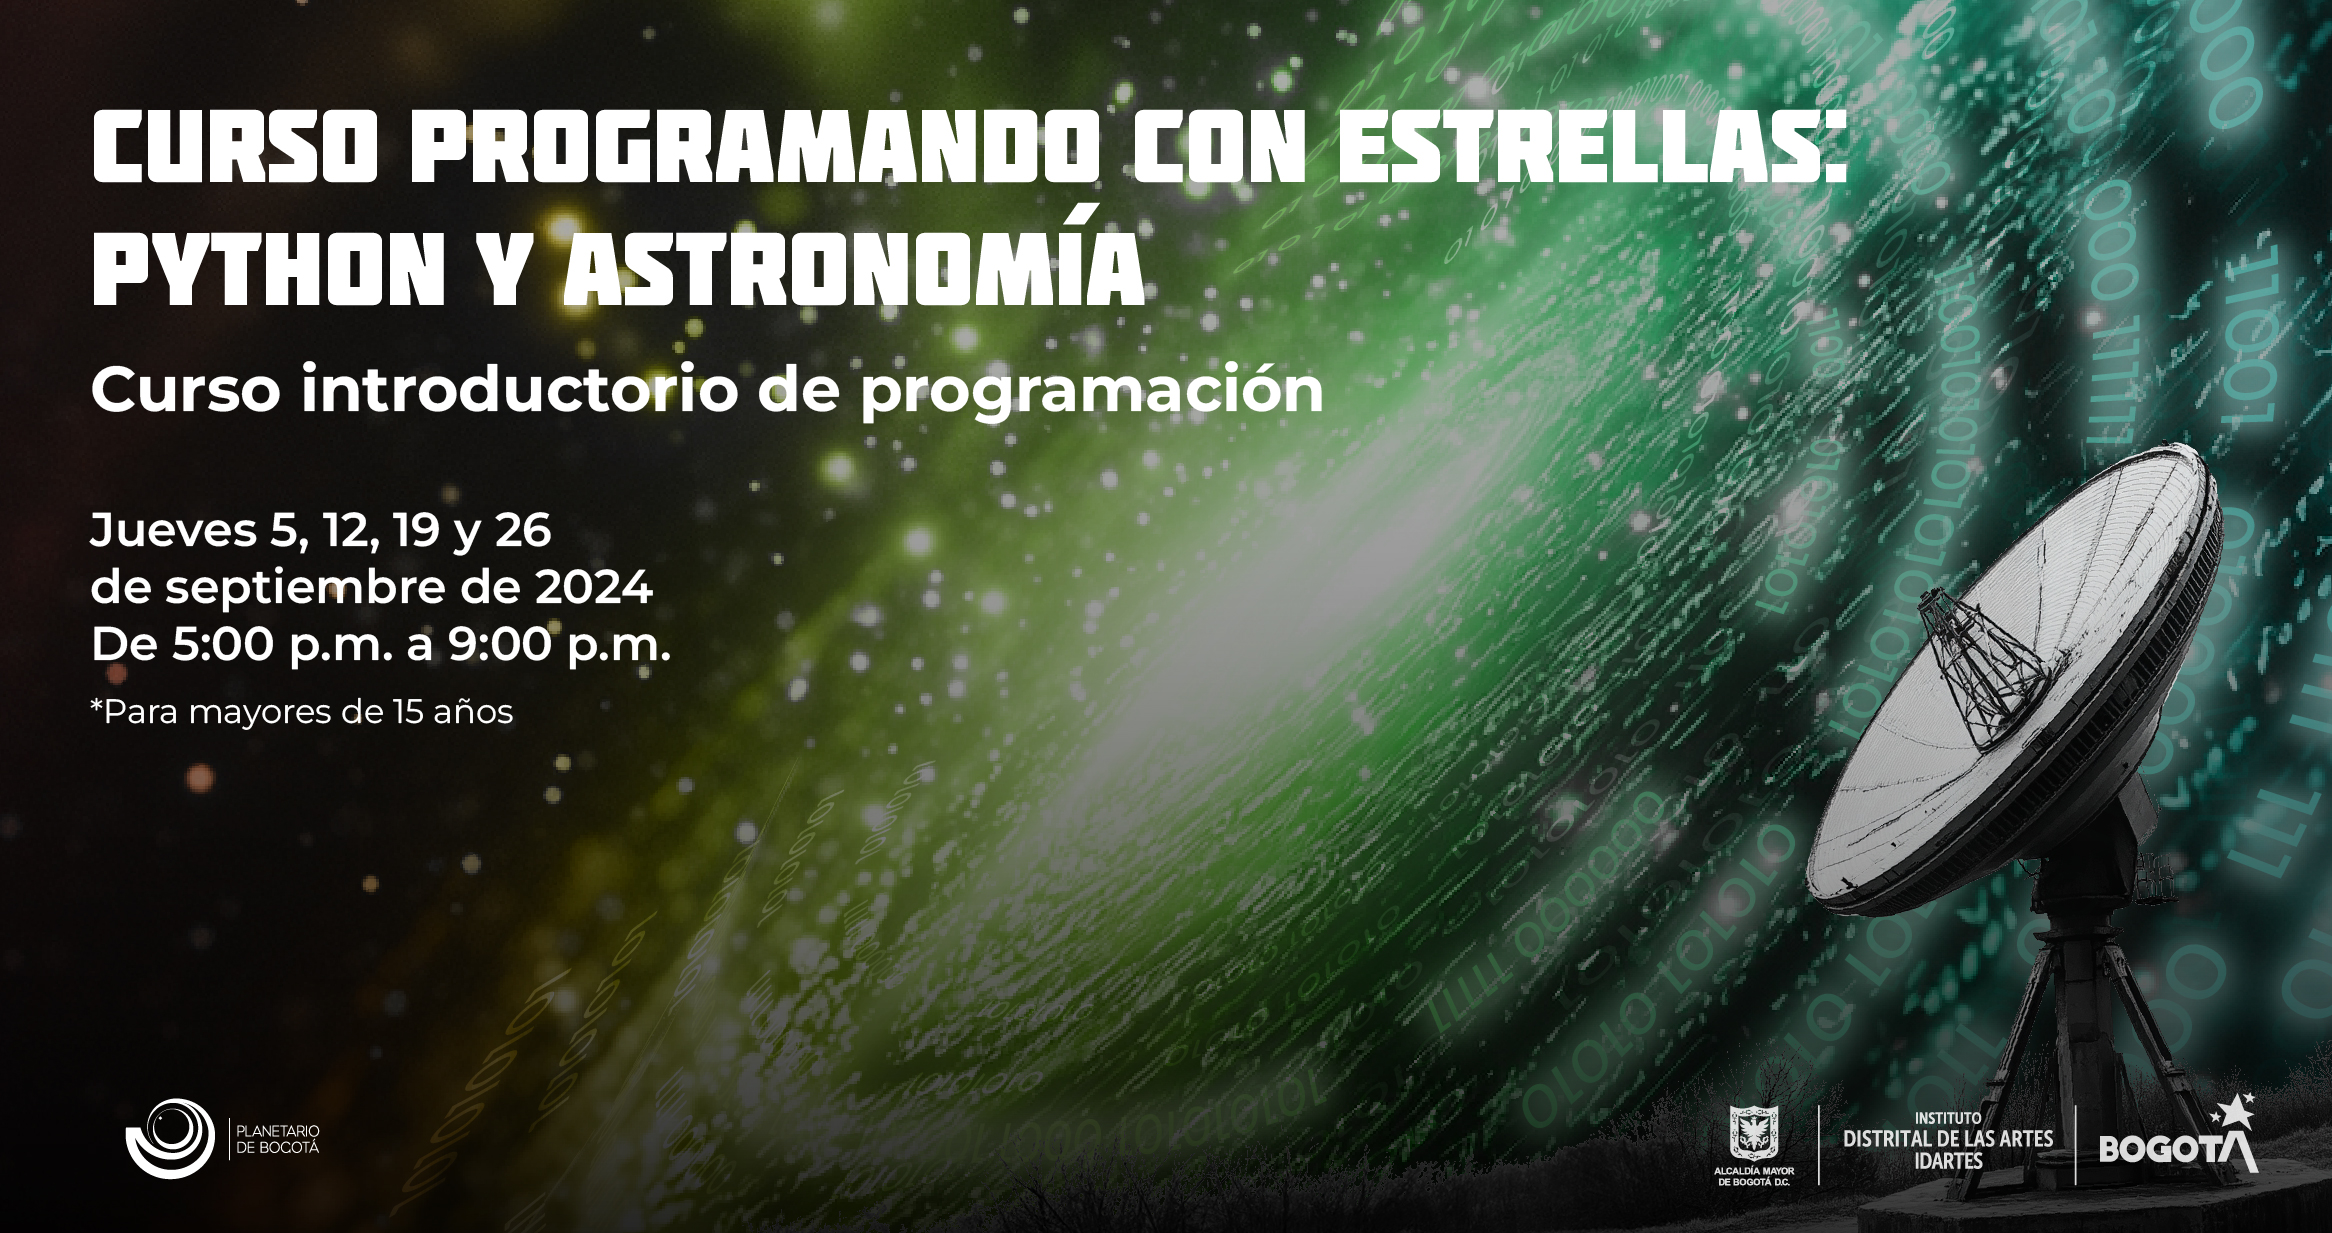 CURSO PROGRAMANDO CON ESTRELLAS:
PYTHON Y ASTRONOMÍA
Curso introductorio de programación
Jueves 5, 12, 19 y 26
de septiembre de 2024
De 5:00 p.m. a 9:00 p.m.
*Para mayores de 15 años
PLANETARIO
DE BOGOTÁ
ALCALDÍA MAYOR
DE BOGOTÁ D.C.
INSTITUTO
DISTRITAL DE LAS ARTES
IDARTES
BOGOTÁ